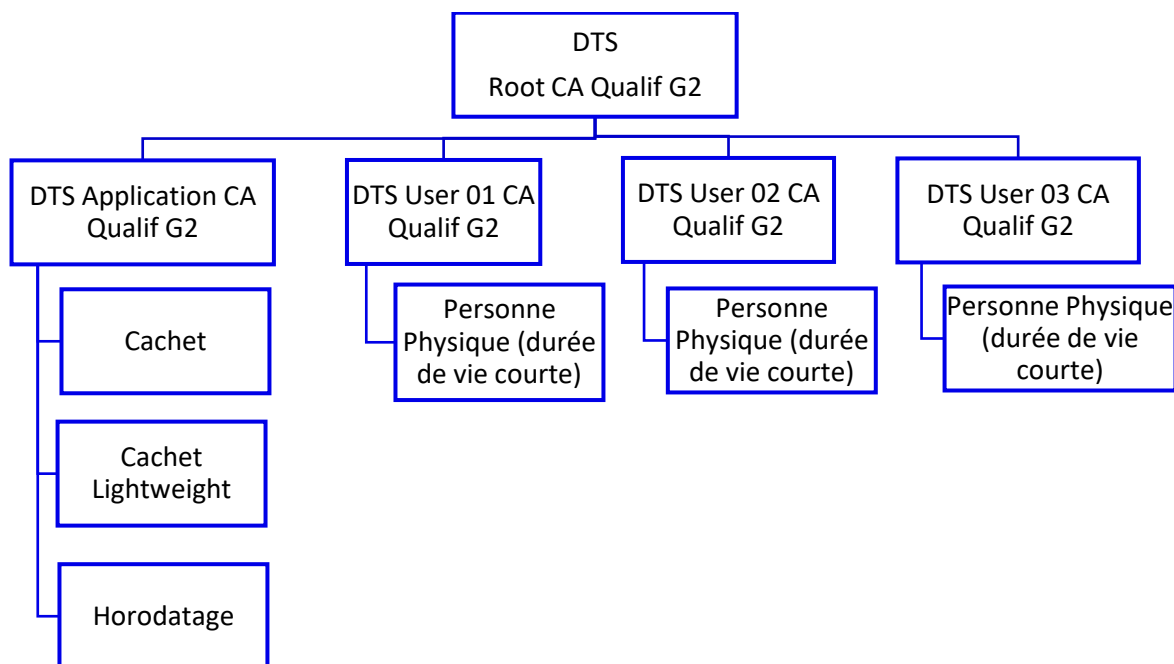 DTS
Root CA Qualif G2
DTS Application CA
Qualif G2
DTS User 01 CA
Qualif G2
DTS User 02 CA
Qualif G2
DTS User 03 CA
Qualif G2
Cachet
Cachet
Lightweight
Horodatage
Personne
Physique (durée
de vie courte)
Personne
Physique (durée
de vie courte)
Personne Physique
(durée de vie
courte)